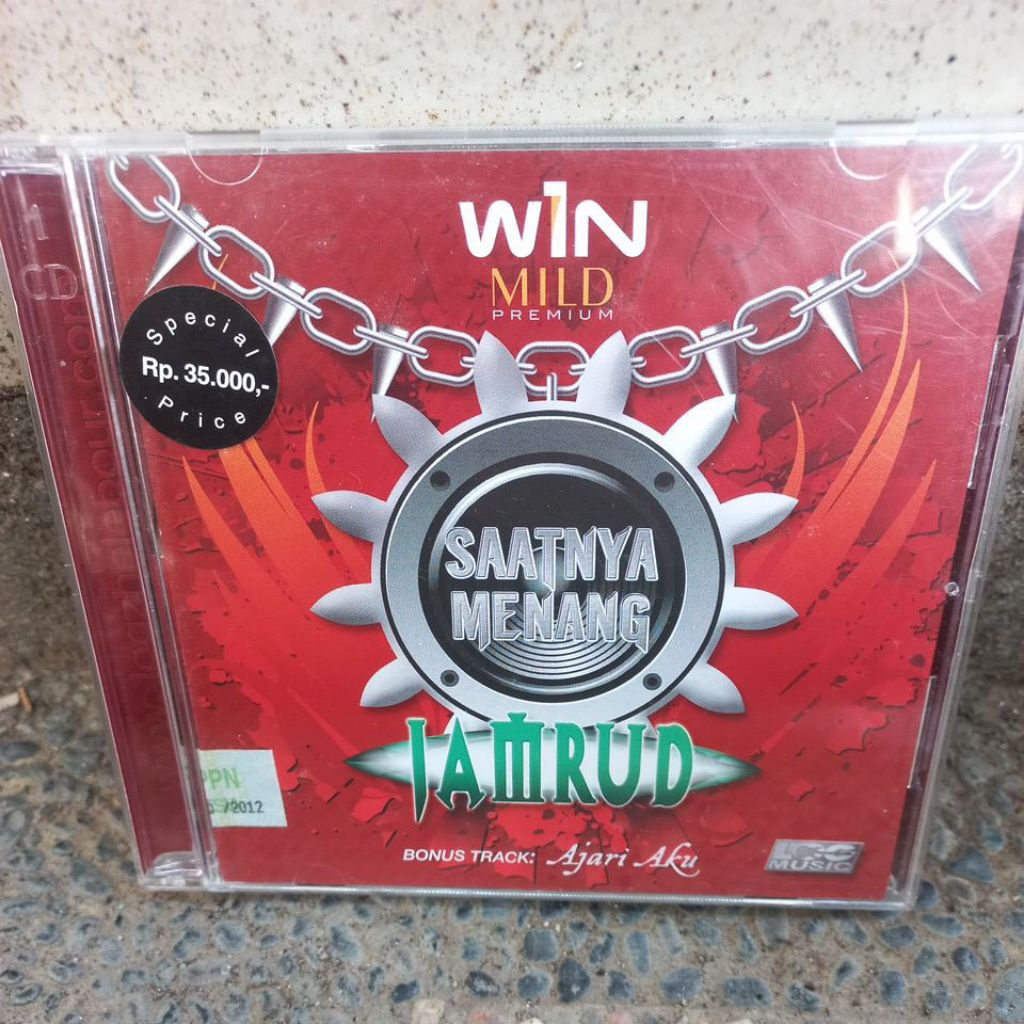 W1N
MILD
PREMIUM
Special
Rp. 35.000,-
Price
SAATNYA
MENANG
JAMRUD
PPN
/2012
BONUS TRACK: Ajari Aku
MUSIC